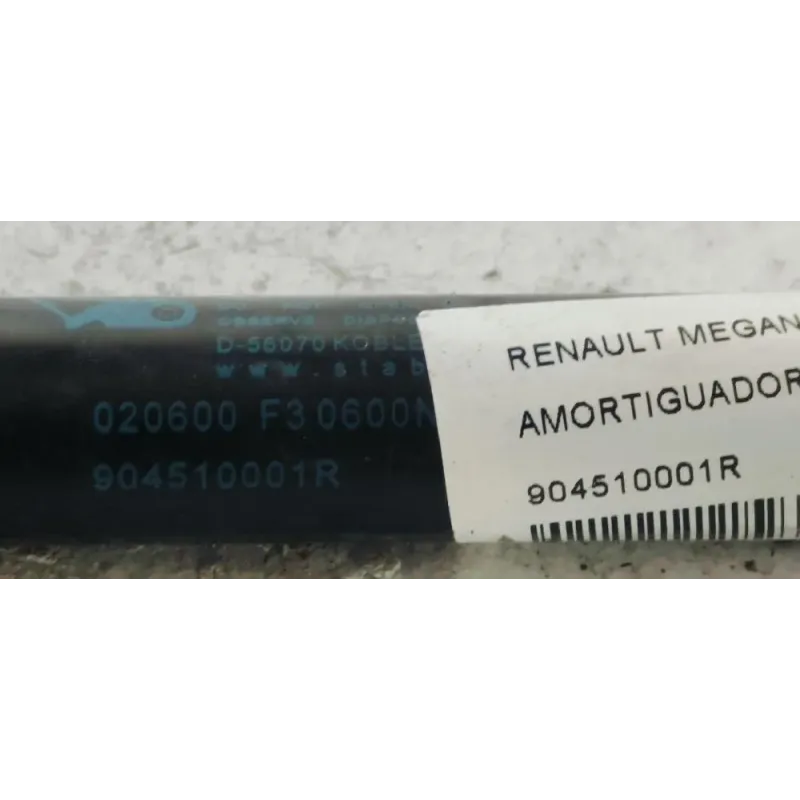 D-56070 KOBLE
www.stab
020600 F3 0600N
904510001R
RENAULT MEGAN
AMORTIGUADOR
904510001R